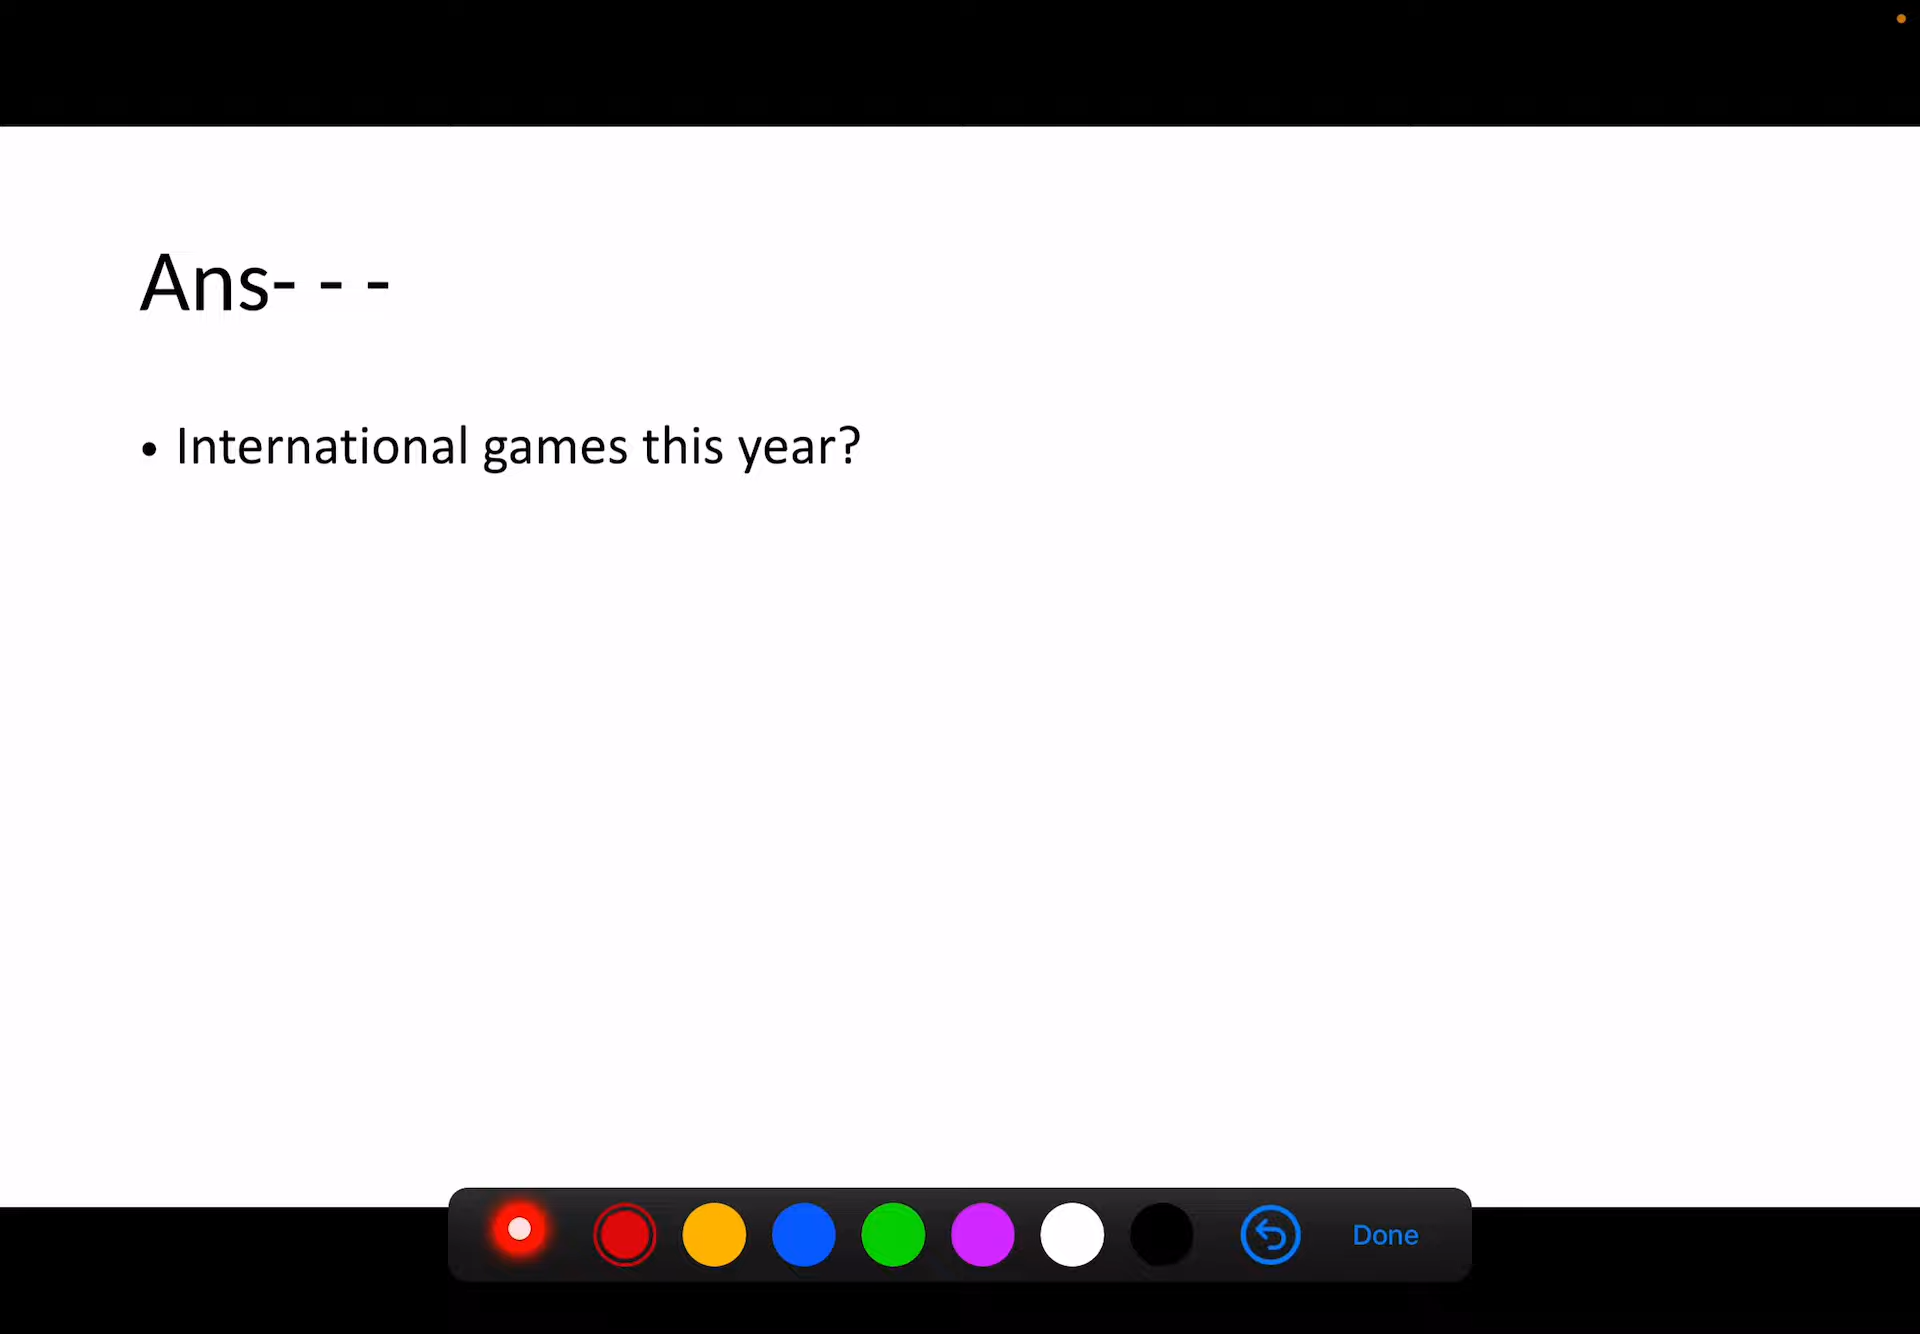 Ans- - -
• International games this year?
Done